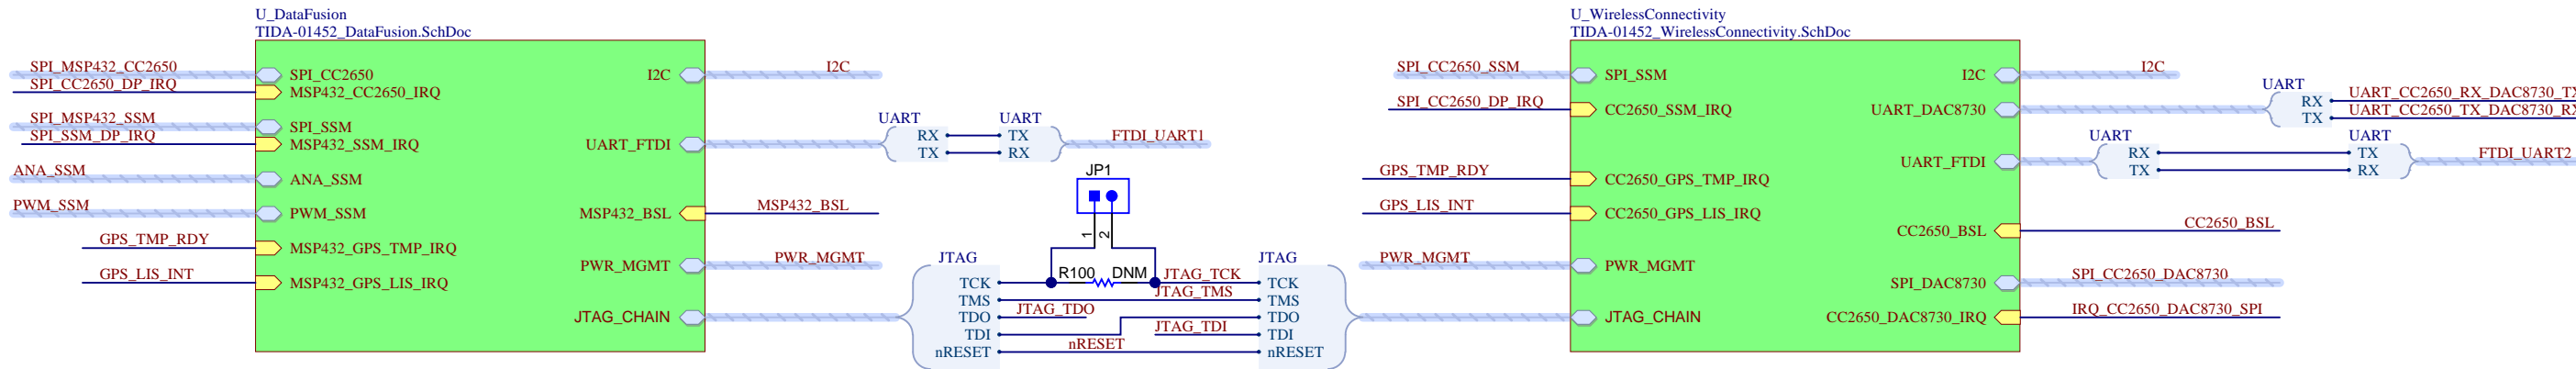 U_DataFusion
TIDA-01452_DataFusion.SchDoc
SPI_MSP432_CC2650
SPI_CC2650
SPI_CC2650_DP_IRQ
MSP432_CC2650_IRQ
SPI_MSP432_SSM
SPI_SSM
SPI_SSM_DP_IRQ
MSP432_SSM_IRQ
ANA_SSM
ANA_SSM
PWM_SSM
PWM_SSM
GPS_TMP_RDY
MSP432_GPS_TMP_IRQ
GPS_LIS_INT
MSP432_GPS_LIS_IRQ
I2C
I2C
UART_FTDI
UART
RX
TX
UART
TX
RX
FTDI_UART1
MSP432_BSL
MSP432_BSL
PWR_MGMT
PWR_MGMT
JTAG_CHAIN
JP1
1
2
R100
DNM
JTAG
TCK
TMS
TDO
TDI
nRESET
JTAG_TCK
JTAG_TMS
JTAG_TDO
JTAG_TDI
nRESET
JTAG
TCK
TMS
TDO
TDI
nRESET
U_WirelessConnectivity
TIDA-01452_WirelessConnectivity.SchDoc
SPI_CC2650_SSM
SPI_SSM
SPI_CC2650_DP_IRQ
CC2650_SSM_IRQ
GPS_TMP_RDY
CC2650_GPS_TMP_IRQ
GPS_LIS_INT
CC2650_GPS_LIS_IRQ
PWR_MGMT
PWR_MGMT
JTAG_CHAIN
I2C
I2C
UART_DAC8730
UART
RX
TX
UART_CC2650_RX_DAC8730_TX
UART_CC2650_TX_DAC8730_RX
UART_FTDI
UART
RX
TX
UART
TX
RX
FTDI_UART2
CC2650_BSL
CC2650_BSL
SPI_DAC8730
SPI_CC2650_DAC8730
CC2650_DAC8730_IRQ
IRQ_CC2650_DAC8730_SPI